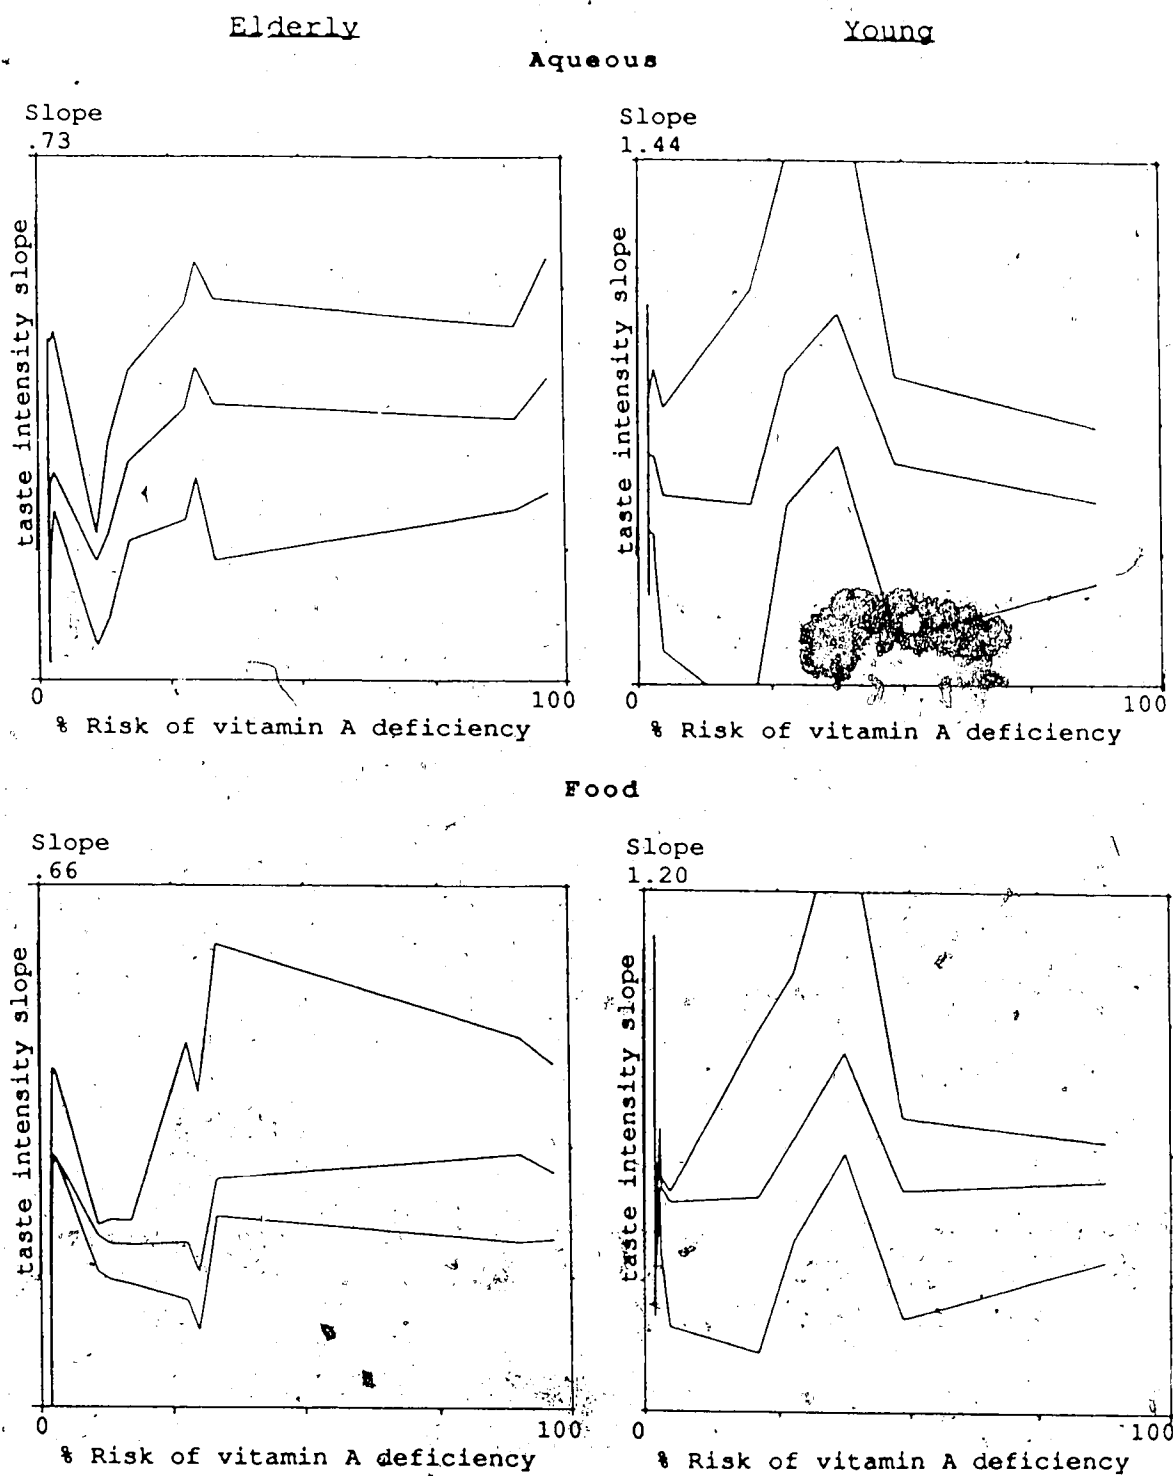 Elderly Young
Aqueous
Slope
.73
taste intensity slope
0 100
% Risk of vitamin A deficiency
Slope
1.44
taste intensity slope
0 100
% Risk of vitamin A deficiency
Food
Slope
.66
taste intensity slope
0 100
% Risk of vitamin A deficiency
Slope
1.20
taste intensity slope
0 100
% Risk of vitamin A deficiency